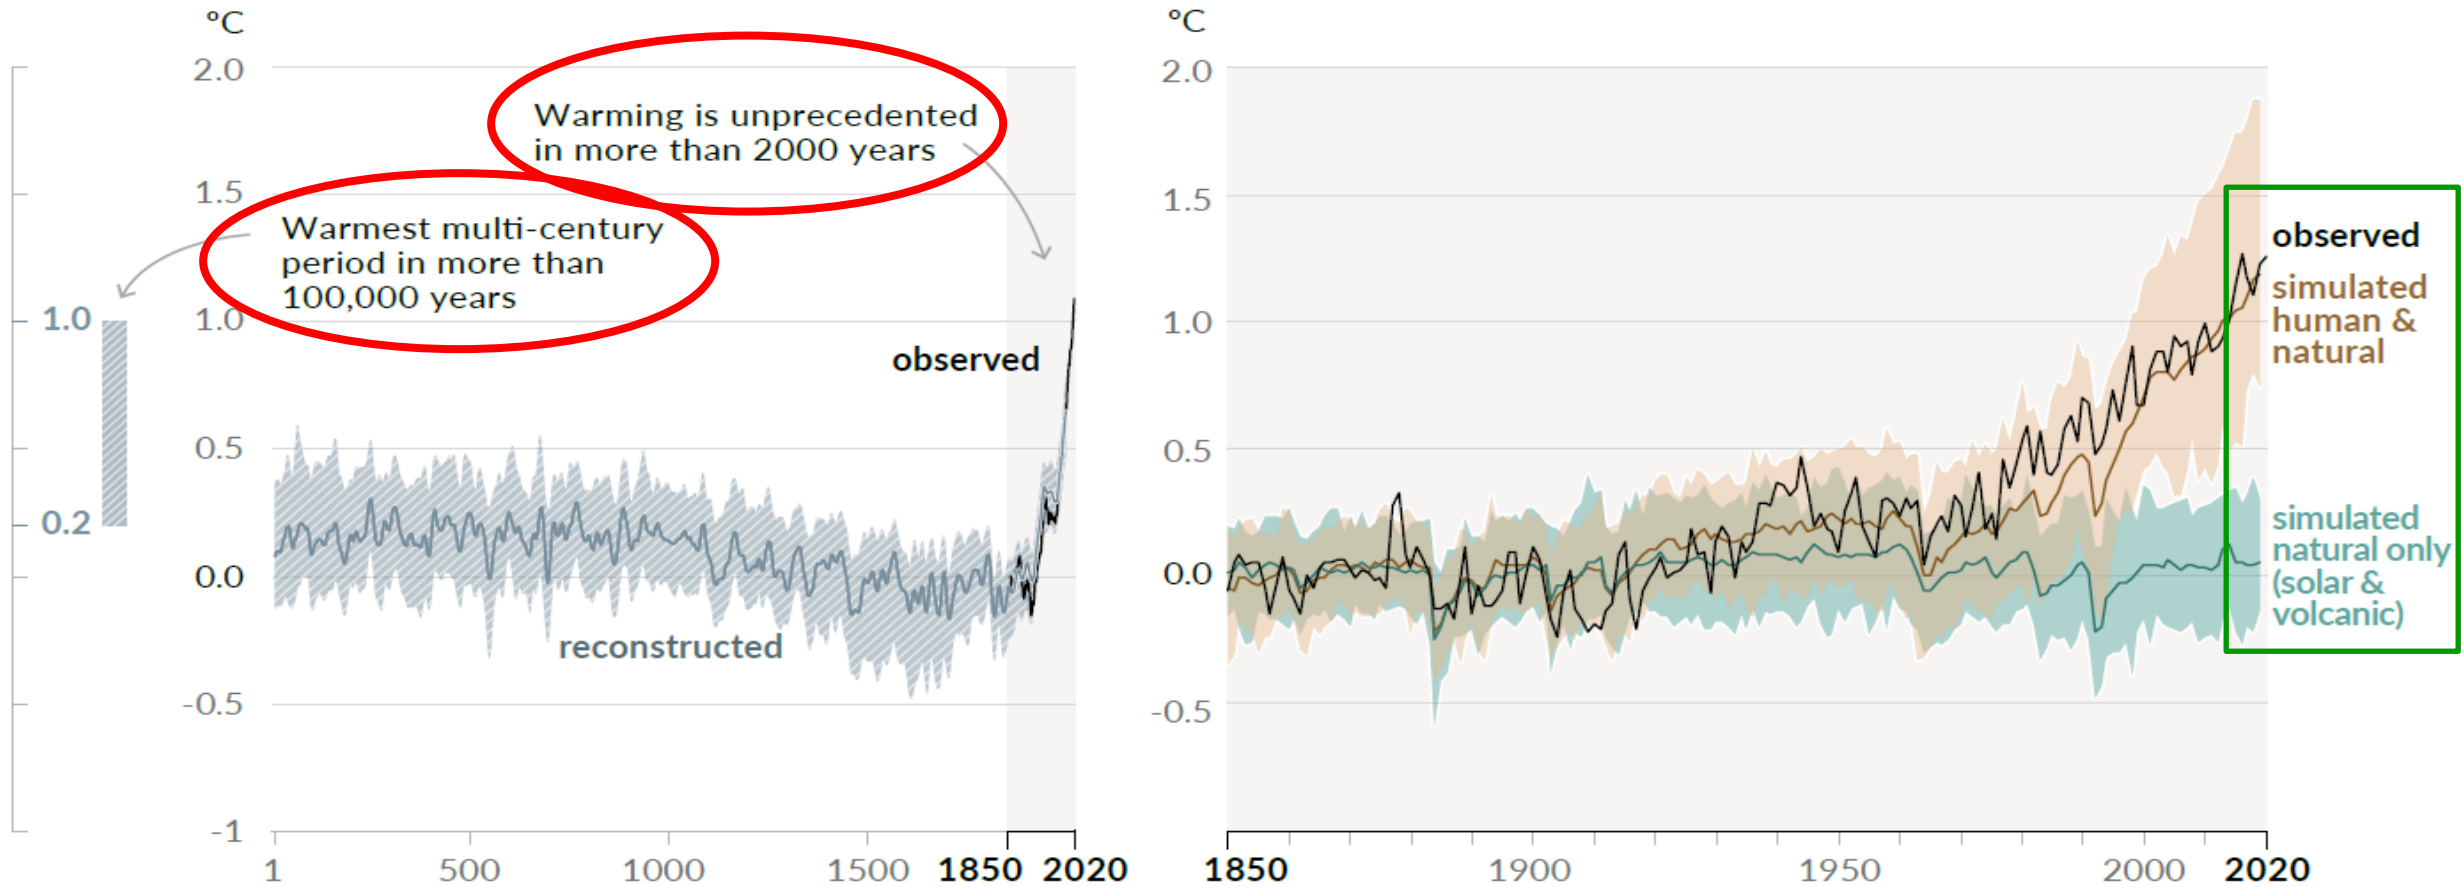 °C
2.0
1.5
1.0
0.5
0.0
-0.5
-1
1.0
0.2
Warming is unprecedented
in more than 2000 years
Warmest multi-century
period in more than
100,000 years
observed
reconstructed
1
500
1000
1500
1850
2020
°C
2.0
1.5
1.0
0.5
0.0
-0.5
observed
simulated
human &
natural
simulated
natural only
(solar &
volcanic)
1850
1900
1950
2000
2020